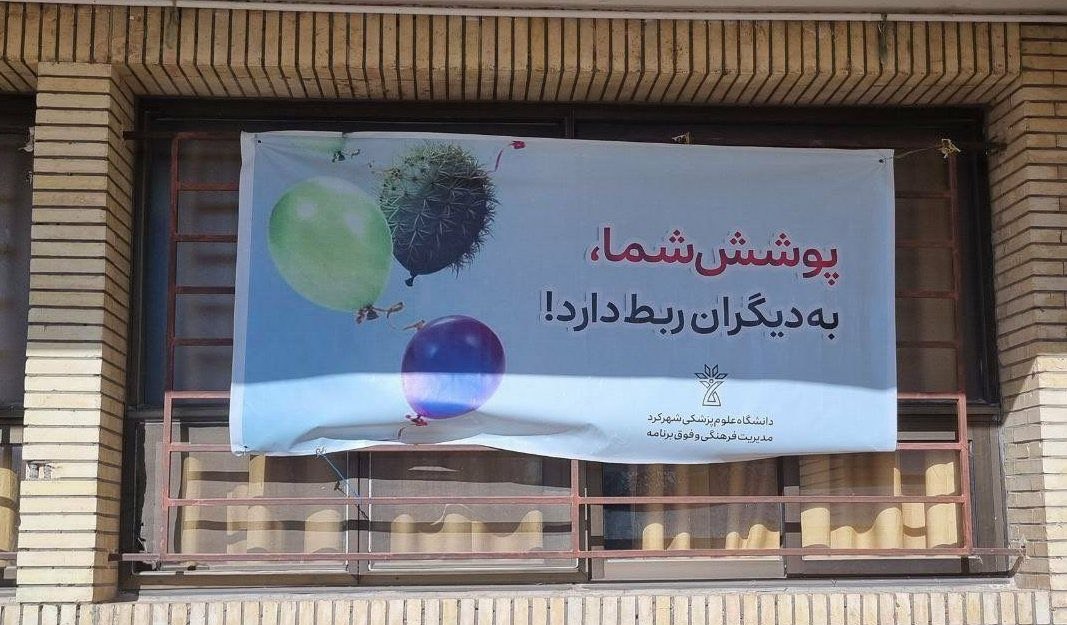 پوشش شما،
به دیگران ربط دارد!
دانشگاه علوم پزشکی شهرکرد
مدیریت فرهنگی و فوق برنامه